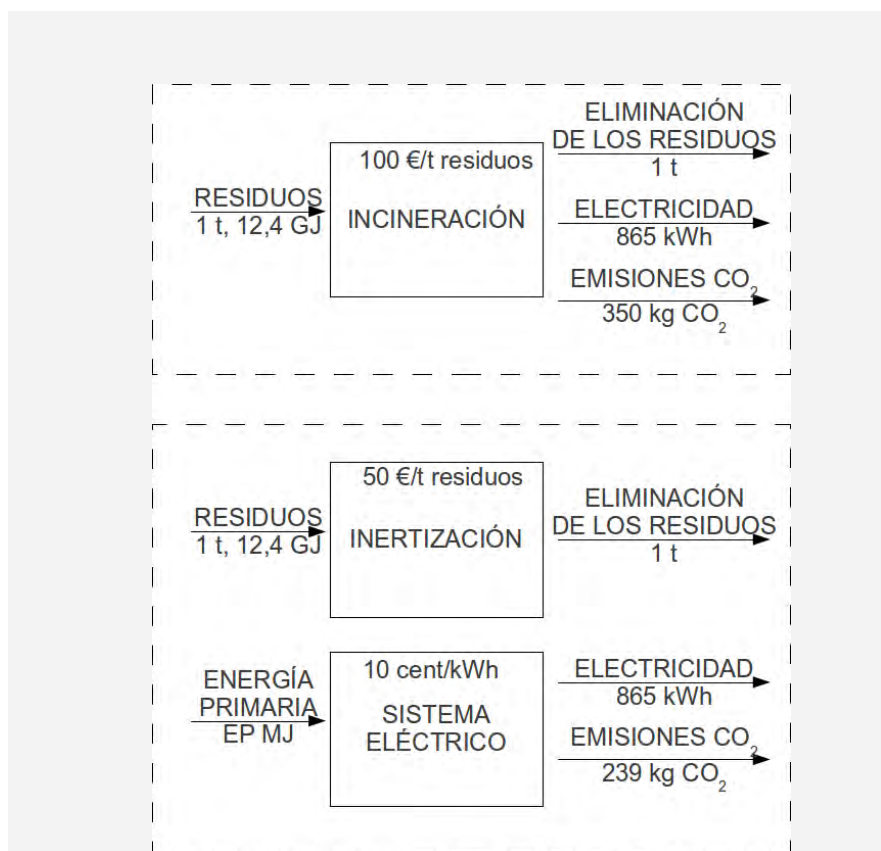 ELIMINACIÓN
DE LOS RESIDUOS
1 t
100 €/t residuos
RESIDUOS
1 t, 12,4 GJ
INCINERACIÓN
ELECTRICIDAD
865 kWh
EMISIONES CO₂
350 kg CO₂
50 €/t residuos
RESIDUOS
1 t, 12,4 GJ
INERTIZACIÓN
ELIMINACIÓN
DE LOS RESIDUOS
1 t
ENERGÍA
PRIMARIA
EP MJ
10 cent/kWh
SISTEMA
ELÉCTRICO
ELECTRICIDAD
865 kWh
EMISIONES CO₂
239 kg CO₂